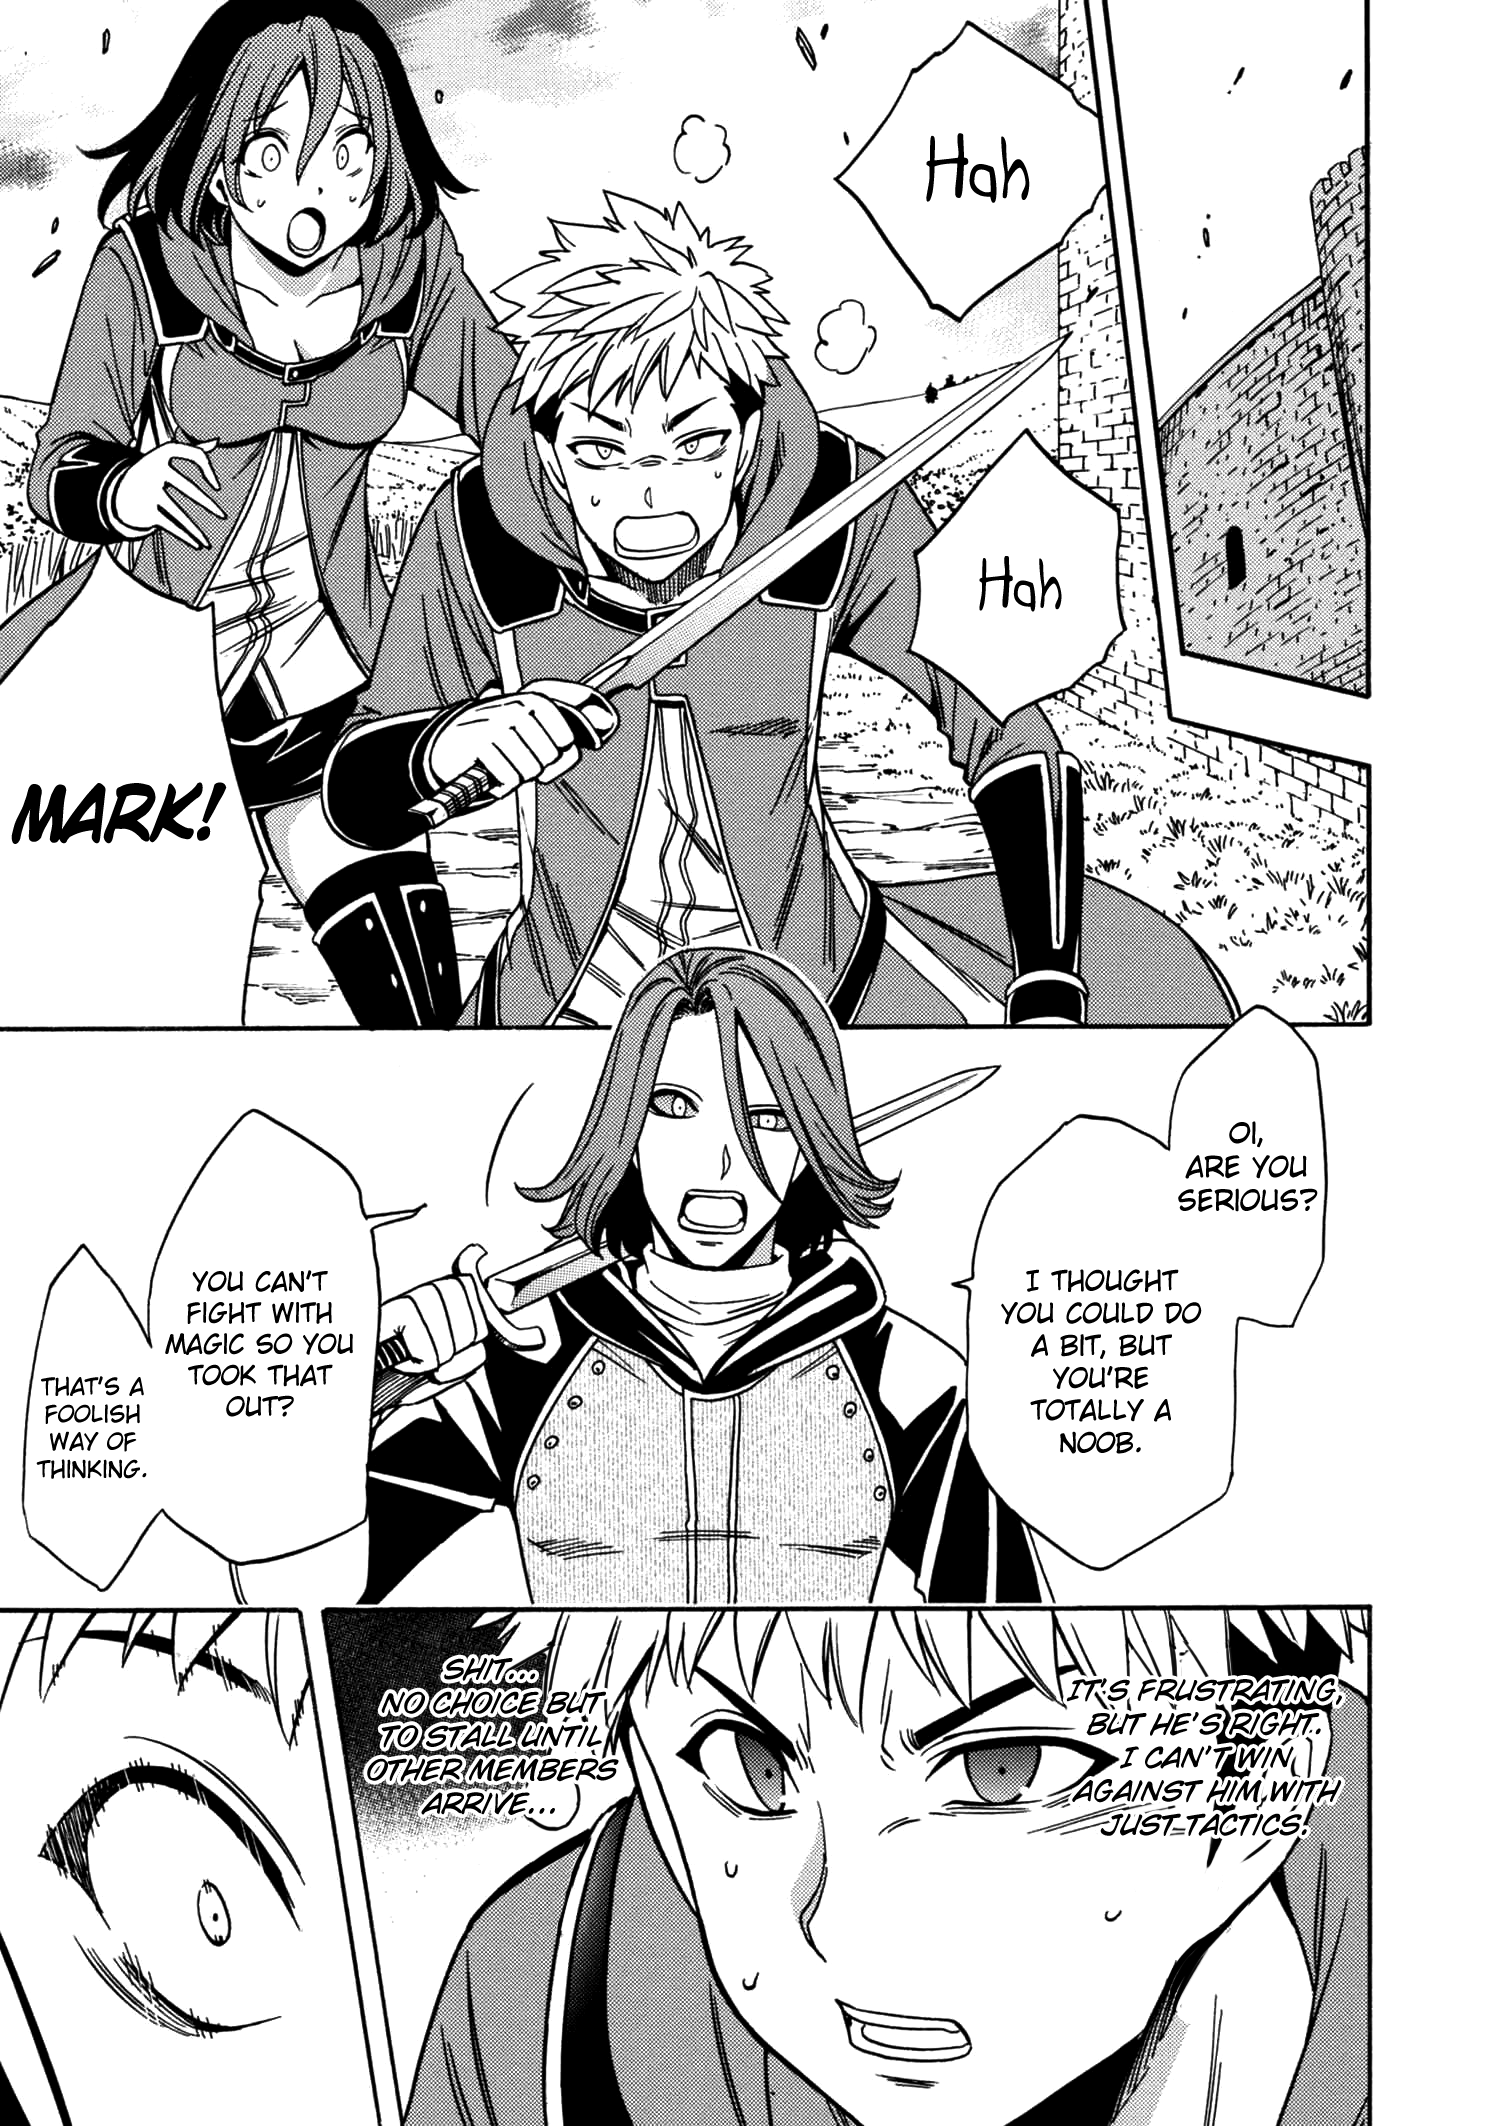 Hah
Hah
MARK!
OI,
ARE YOU
SERIOUS?
I THOUGHT
YOU COULD DO
A BIT, BUT
YOU'RE
TOTALLY A
NOOB.
YOU CAN'T
FIGHT WITH
MAGIC SO YOU
TOOK THAT
OUT?
THAT'S A
FOOLISH
WAY OF
THINKING.
IT'S FRUSTRATING,
BUT HE'S RIGHT.
I CAN'T WIN
AGAINST HIM WITH
JUST TACTICS.
SHIT...
NO CHOICE BUT
TO STALL UNTIL
OTHER MEMBERS
ARRIVE...